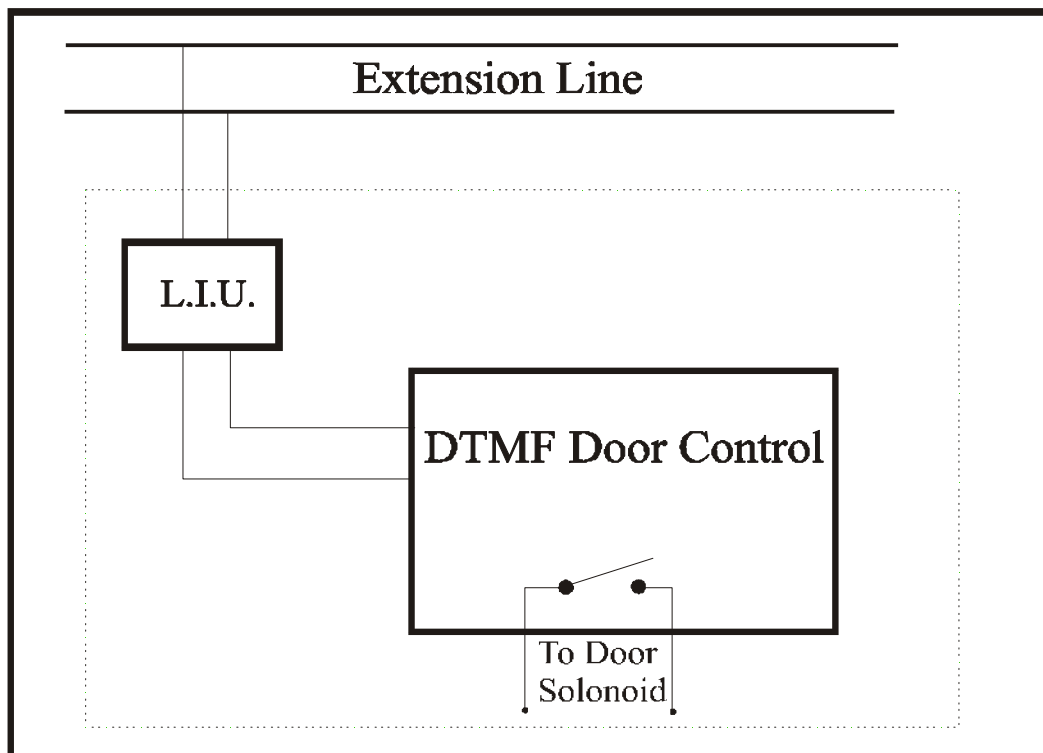 Extension Line
L.I.U.
DTMF Door Control
To Door
Solonoid